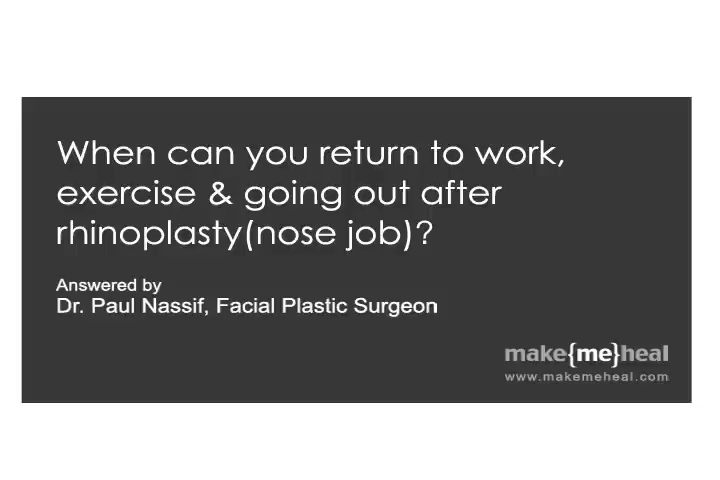 When can you return to work,
exercise & going out after
rhinoplasty(nose job)?
Answered by
Dr. Paul Nassif, Facial Plastic Surgeon
make{me}heal
www.makemeheal.com